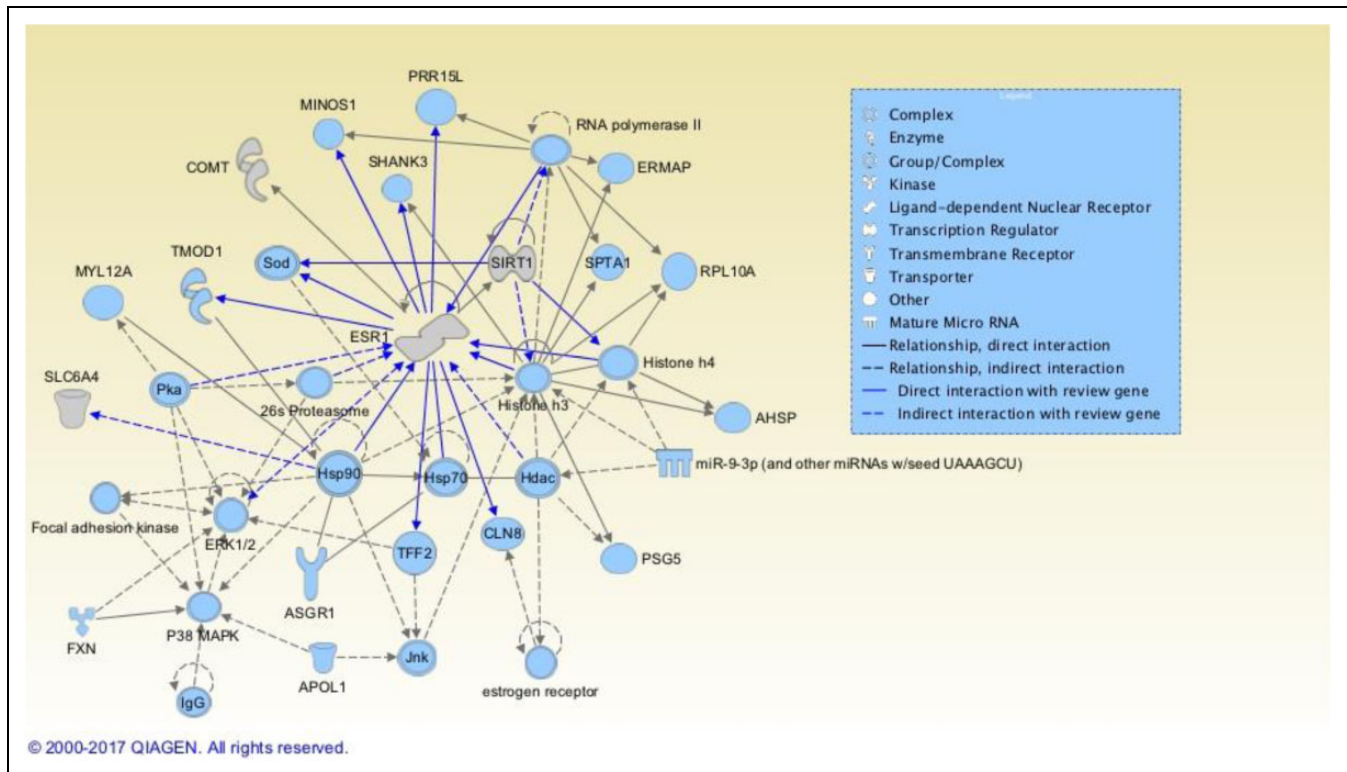 PRR15L
MINOS1
RNA polymerase II
COMT
SHANK3
ERMAP
TMOD1
Sod
SIRT1
SPTA1
RPL10A
MYL12A
ESR1
Histone h4
SLC6A4
Pka
26s Proteasome
Histone h3
AHSP
Hsp90
Hsp70
Hdac
miR-9-3p (and other miRNAs w/seed UAAAGCU)
Focal adhesion kinase
ERK1/2
TFF2
CLN8
PSG5
ASGR1
FXN
P38 MAPK
APOL1
Jnk
estrogen receptor
IgG
Legend
Complex
Enzyme
Group/Complex
Kinase
Ligand-dependent Nuclear Receptor
Transcription Regulator
Transmembrane Receptor
Transporter
Other
Mature Micro RNA
Relationship, direct interaction
Relationship, indirect interaction
Direct interaction with review gene
Indirect interaction with review gene
© 2000-2017 QIAGEN. All rights reserved.